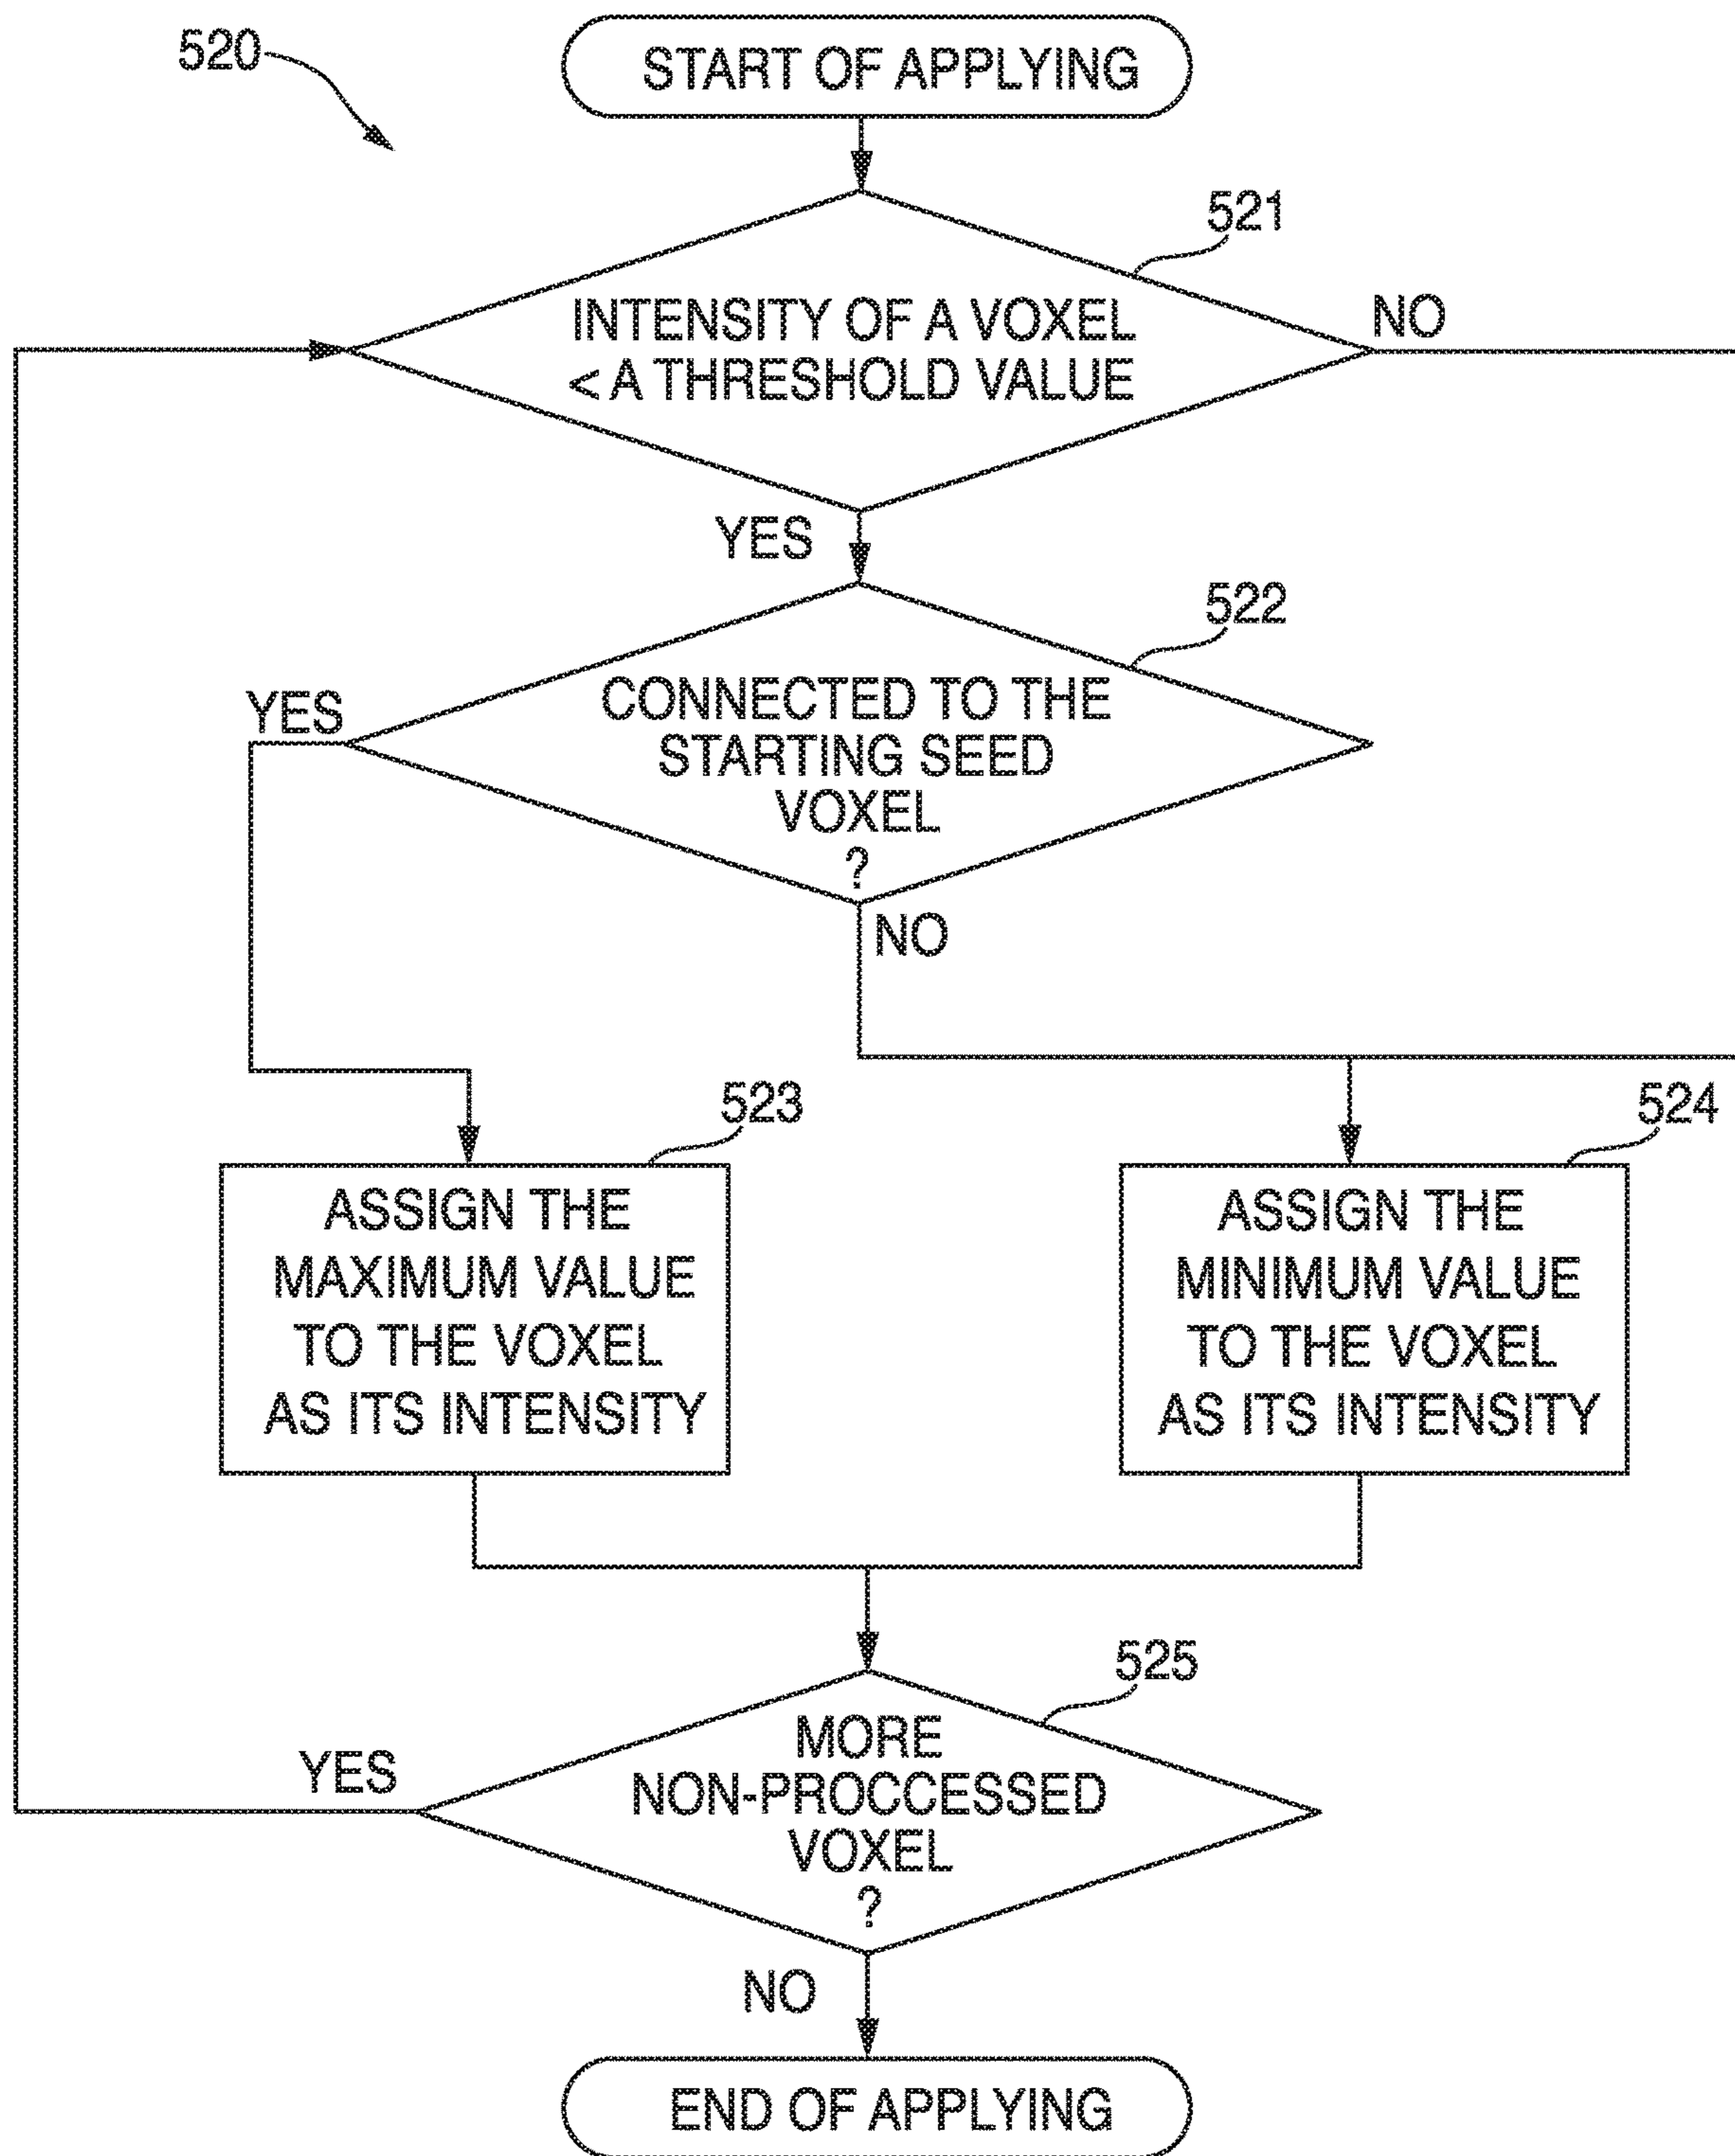 520
START OF APPLYING
521
INTENSITY OF A VOXEL
< A THRESHOLD VALUE
NO
YES
522
CONNECTED TO THE
STARTING SEED
VOXEL
?
YES
NO
523
ASSIGN THE
MAXIMUM VALUE
TO THE VOXEL
AS ITS INTENSITY
524
ASSIGN THE
MINIMUM VALUE
TO THE VOXEL
AS ITS INTENSITY
525
MORE
NON-PROCCESSED
VOXEL
?
YES
NO
END OF APPLYING